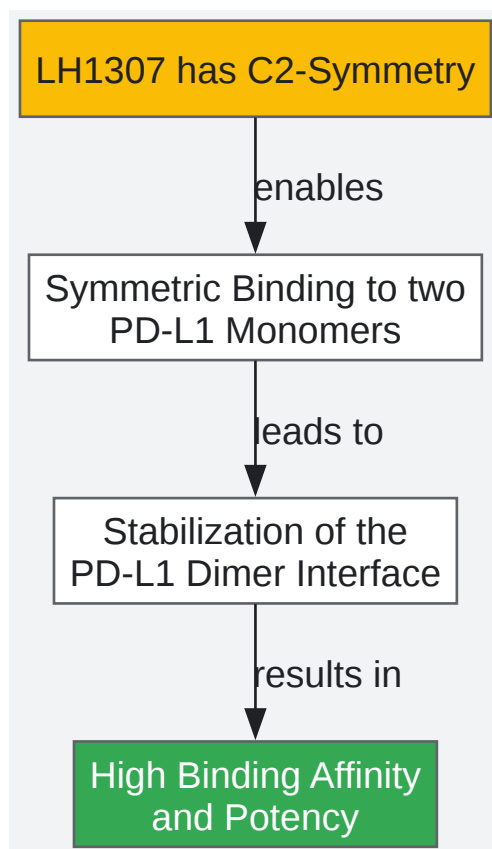 LH1307 has C2-Symmetry
enables
Symmetric Binding to two
PD-L1 Monomers
leads to
Stabilization of the
PD-L1 Dimer Interface
results in
High Binding Affinity
and Potency